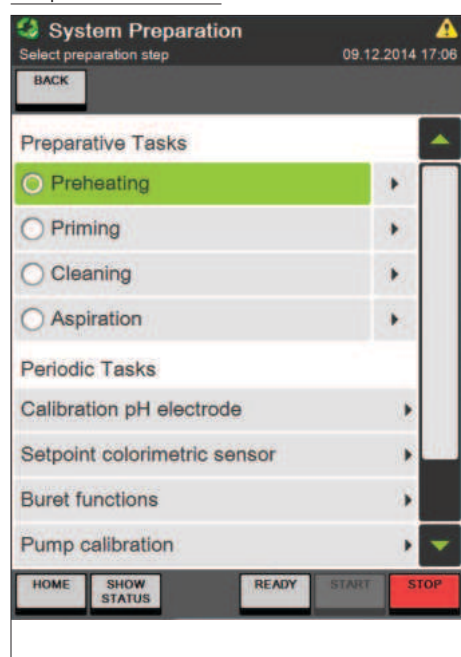 System Preparation
Select preparation step 09.12.2014 17:06
BACK
Preparative Tasks
Preheating
Priming
Cleaning
Aspiration
Periodic Tasks
Calibration pH electrode
Setpoint colorimetric sensor
Buret functions
Pump calibration
HOME SHOW STATUS READY START STOP